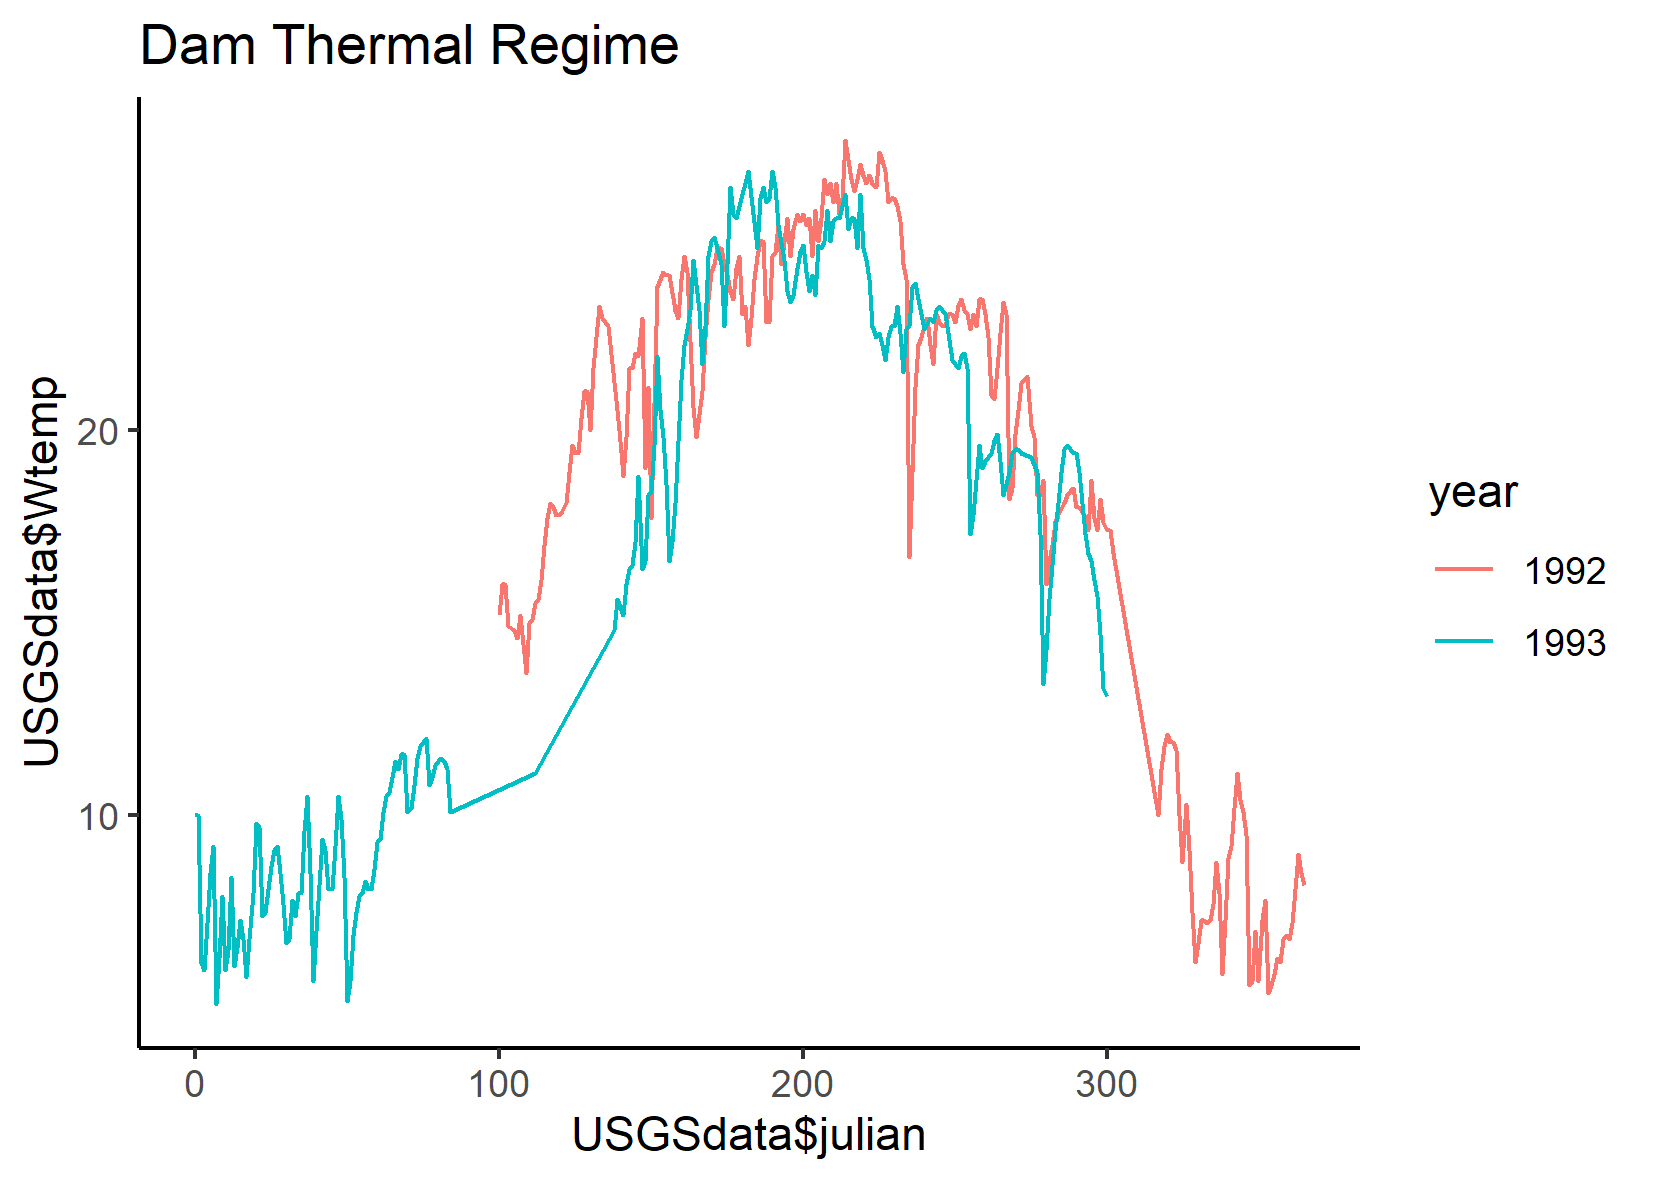 Dam Thermal Regime
USGSdata$Wtemp
20
10
0 100 200 300
USGSdata$julian
year
1992
1993